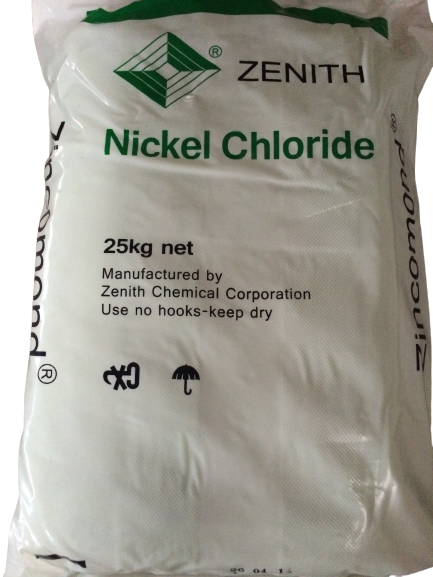 ® ZENITH
Nickel Chloride
25kg net
Manufactured by
Zenith Chemical Corporation
Use no hooks-keep dry
Zincomond®
Zincomond®